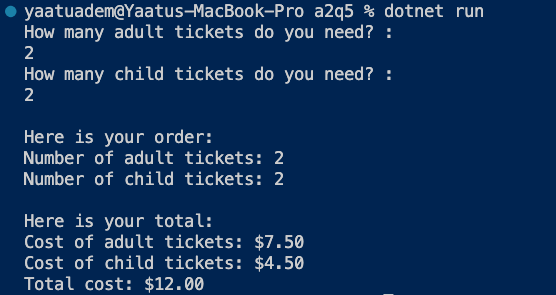 yaatuadem@Yaatus-MacBook-Pro a2q5 % dotnet run
How many adult tickets do you need? :
2
How many child tickets do you need? :
2

Here is your order:
Number of adult tickets: 2
Number of child tickets: 2

Here is your total:
Cost of adult tickets: $7.50
Cost of child tickets: $4.50
Total cost: $12.00